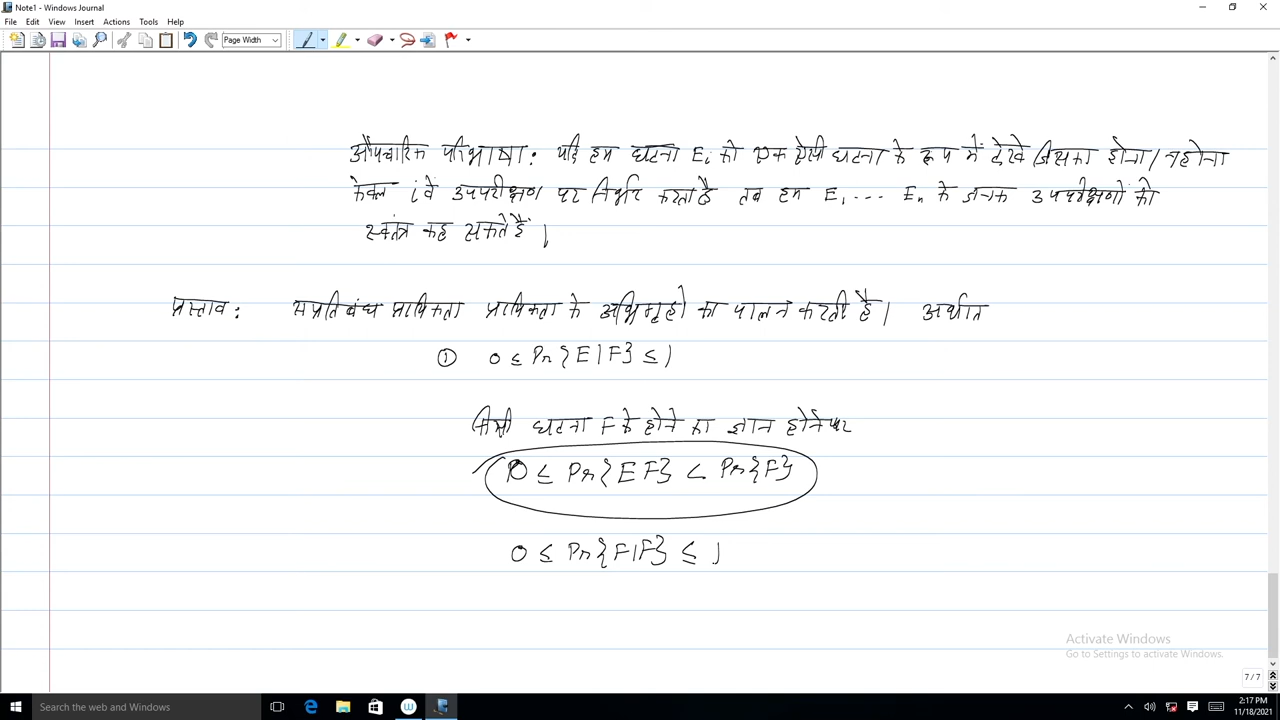 Note1 - Windows Journal
File Edit View Insert Actions Tools Help
Page Width
औपचारिक परिभाषा: यदि हम घटना Ei को एक ऐसी घटना के रूप में देखे जिसका होना / न होना
केवल i वे उपपरीक्षण पर निर्भर करता है तब हम E1 ... En के जनक उपपरीक्षणों को
स्वतंत्र कह सकते है |
प्रस्ताव: सप्रतिबंध प्रायिकता प्रायिकता के अभिगृहों का पालन करती है | अर्थात
① 0 ≤ Pr{E|F} ≤ 1
किसी घटना F के होने का ज्ञान होने पर
0 ≤ Pr{EF} < Pr{F}
0 ≤ Pr{F|F} ≤ 1
Activate Windows
Go to Settings to activate Windows.
7/7
Search the web and Windows
2:17 PM
11/18/2021